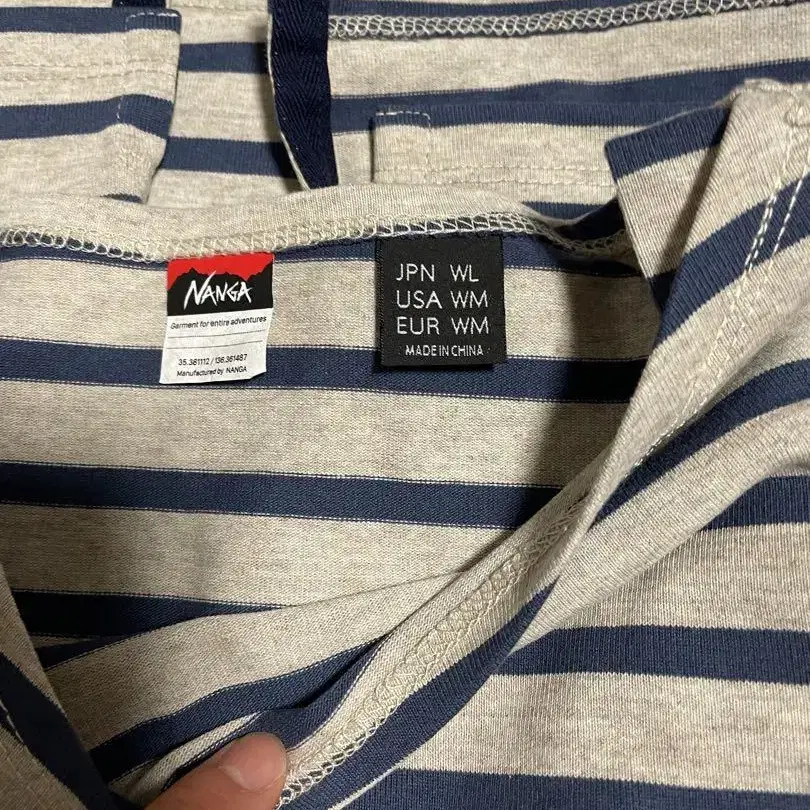 NANGA
Garment for entire adventures
35.361112 / 136.361487
Manufactured by NANGA
JPN WL
USA WM
EUR WM
MADE IN CHINA